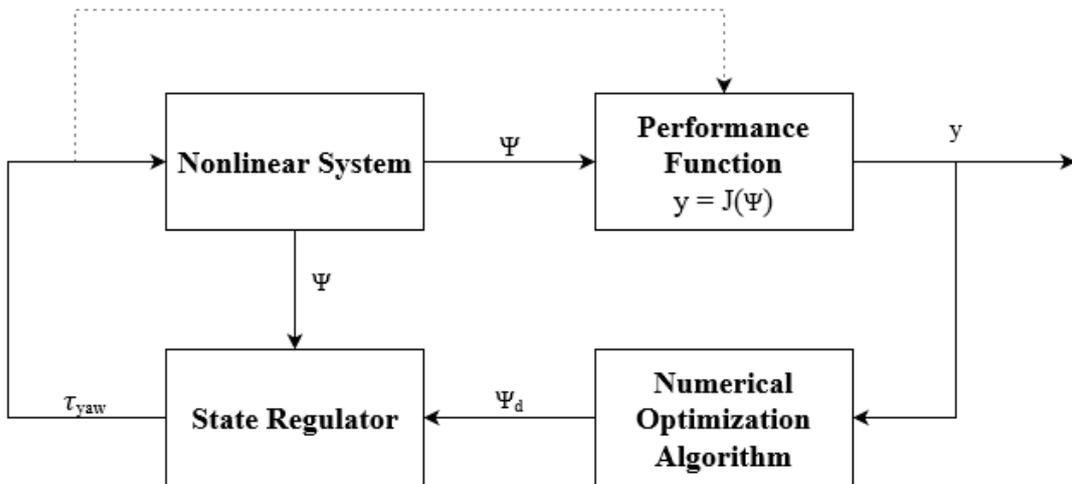 Nonlinear System
Ψ
Performance
Function
y = J(Ψ)
y
Ψ
τyaw
State Regulator
Ψd
Numerical
Optimization
Algorithm